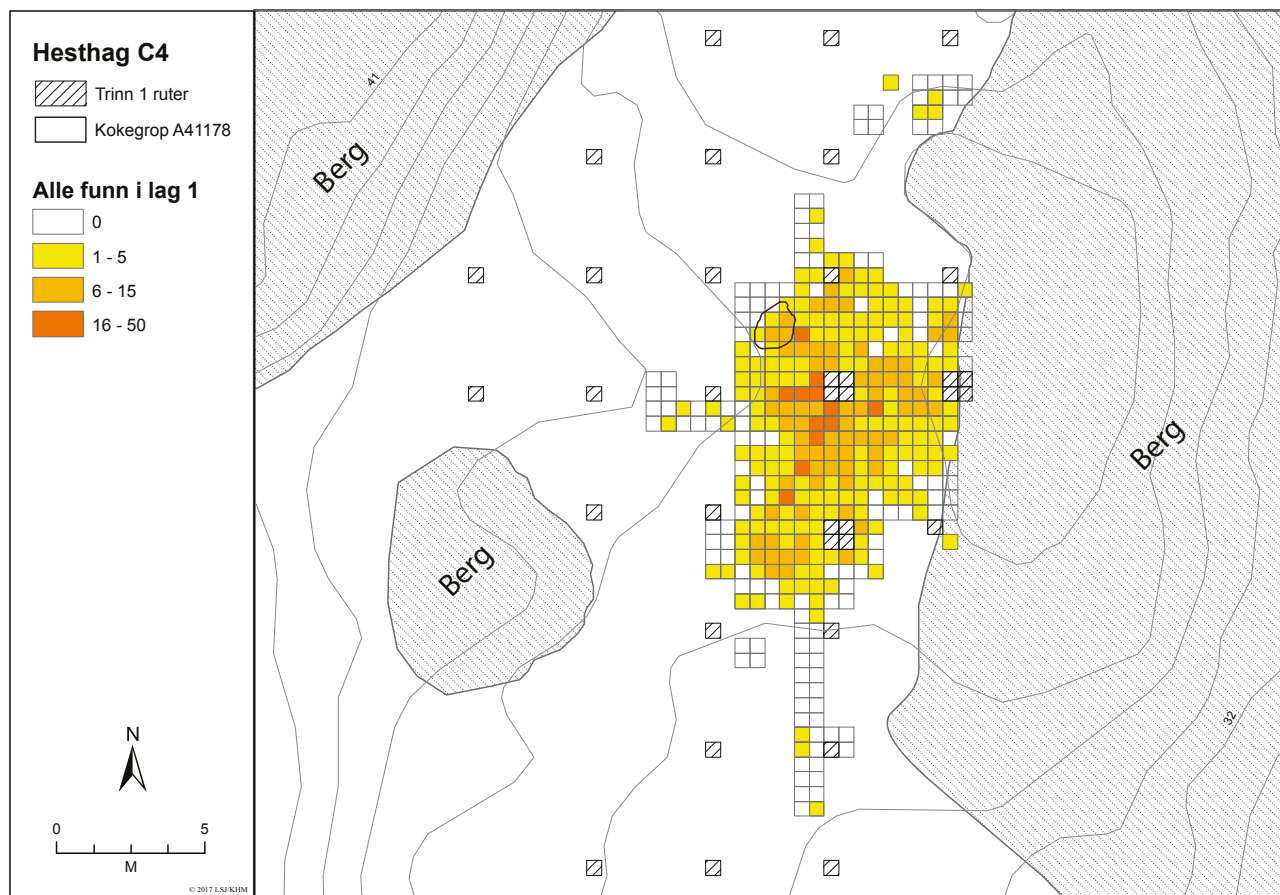 Hesthag C4
Trinn 1 ruter
Kokegrop A41178
Alle funn i lag 1
0
1 - 5
6 - 15
16 - 50
N
0 5
M
© 2017 LSJ/KHM
41
Berg
Berg
Berg
32